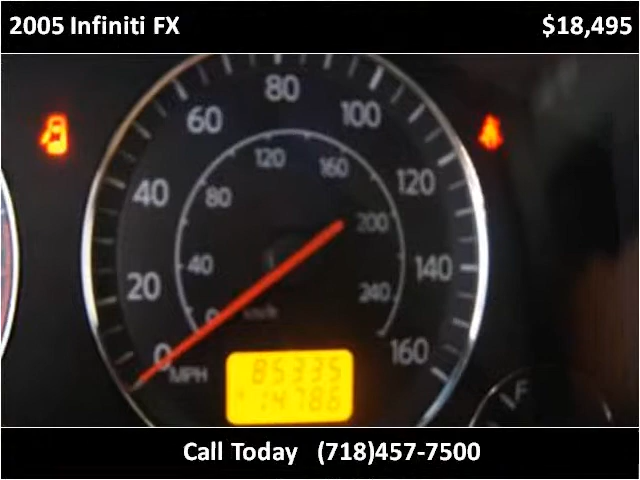 2005 Infiniti FX $18,495
80
60 100
120 160
40 80 120
200
40 140
20 240
0
0 160
MPH 85335
F
Call Today (718)457-7500